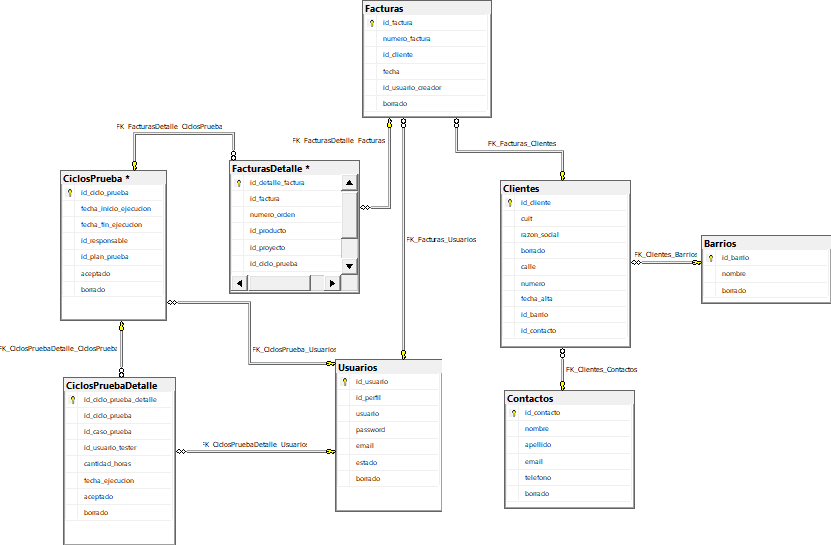 Facturas
id_factura
numero_factura
id_cliente
fecha
id_usuario_creador
borrado
FK_FacturasDetalle_CiclosPrueba
FK_FacturasDetalle_Facturas
FK_Facturas_Clientes
CiclosPrueba *
id_ciclo_prueba
fecha_inicio_ejecucion
fecha_fin_ejecucion
id_responsable
id_plan_prueba
aceptado
borrado
FacturasDetalle *
id_detalle_factura
id_factura
numero_orden
id_producto
id_proyecto
id_ciclo_prueba
Clientes
id_cliente
cuit
razon_social
borrado
calle
numero
fecha_alta
id_barrio
id_contacto
FK_Facturas_Usuarios
FK_Clientes_Barrios
Barrios
id_barrio
nombre
borrado
FK_CiclosPruebaDetalle_CiclosPrueba
FK_CiclosPrueba_Usuarios
FK_Clientes_Contactos
CiclosPruebaDetalle
id_ciclo_prueba_detalle
id_ciclo_prueba
id_caso_prueba
id_usuario_tester
cantidad_horas
fecha_ejecucion
aceptado
borrado
FK_CiclosPruebaDetalle_Usuarios
Usuarios
id_usuario
id_perfil
usuario
password
email
estado
borrado
Contactos
id_contacto
nombre
apellido
email
telefono
borrado